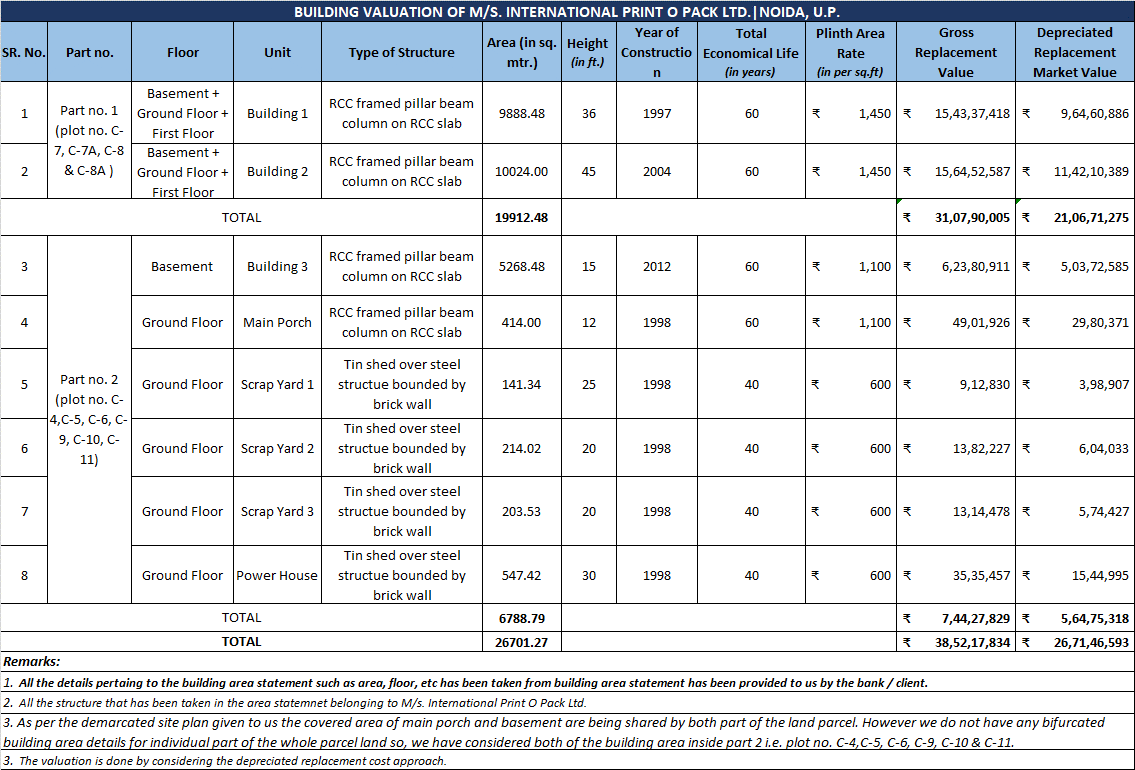 BUILDING VALUATION OF M/S. INTERNATIONAL PRINT O PACK LTD.|NOIDA, U.P.
SR. No. Part no. Floor Unit Type of Structure Area (in sq. mtr.) Height (in ft.) Year of Constructio n Total Economical Life (in years) Plinth Area Rate (in per sq.ft) Gross Replacement Value Depreciated Replacement Market Value
1 Part no. 1 (plot no. C-7, C-7A, C-8 & C-8A ) Basement + Ground Floor + First Floor Building 1 RCC framed pillar beam column on RCC slab 9888.48 36 1997 60 ₹ 1,450 ₹ 15,43,37,418 ₹ 9,64,60,886
2 Basement + Ground Floor + First Floor Building 2 RCC framed pillar beam column on RCC slab 10024.00 45 2004 60 ₹ 1,450 ₹ 15,64,52,587 ₹ 11,42,10,389
TOTAL 19912.48 ₹ 31,07,90,005 ₹ 21,06,71,275
3 Part no. 2 (plot no. C-4,C-5, C-6, C-9, C-10, C-11) Basement Building 3 RCC framed pillar beam column on RCC slab 5268.48 15 2012 60 ₹ 1,100 ₹ 6,23,80,911 ₹ 5,03,72,585
4 Ground Floor Main Porch RCC framed pillar beam column on RCC slab 414.00 12 1998 60 ₹ 1,100 ₹ 49,01,926 ₹ 29,80,371
5 Ground Floor Scrap Yard 1 Tin shed over steel structue bounded by brick wall 141.34 25 1998 40 ₹ 600 ₹ 9,12,830 ₹ 3,98,907
6 Ground Floor Scrap Yard 2 Tin shed over steel structue bounded by brick wall 214.02 20 1998 40 ₹ 600 ₹ 13,82,227 ₹ 6,04,033
7 Ground Floor Scrap Yard 3 Tin shed over steel structue bounded by brick wall 203.53 20 1998 40 ₹ 600 ₹ 13,14,478 ₹ 5,74,427
8 Ground Floor Power House Tin shed over steel structue bounded by brick wall 547.42 30 1998 40 ₹ 600 ₹ 35,35,457 ₹ 15,44,995
TOTAL 6788.79 ₹ 7,44,27,829 ₹ 5,64,75,318
TOTAL 26701.27 ₹ 38,52,17,834 ₹ 26,71,46,593
Remarks:
1. All the details pertaing to the building area statement such as area, floor, etc has been taken from building area statement has been provided to us by the bank / client.
2. All the structure that has been taken in the area statemnet belonging to M/s. International Print O Pack Ltd.
3. As per the demarcated site plan given to us the covered area of main porch and basement are being shared by both part of the land parcel. However we do not have any bifurcated
building area details for individual part of the whole parcel land so, we have considered both of the building area inside part 2 i.e. plot no. C-4,C-5, C-6, C-9, C-10 & C-11.
3. The valuation is done by considering the depreciated replacement cost approach.